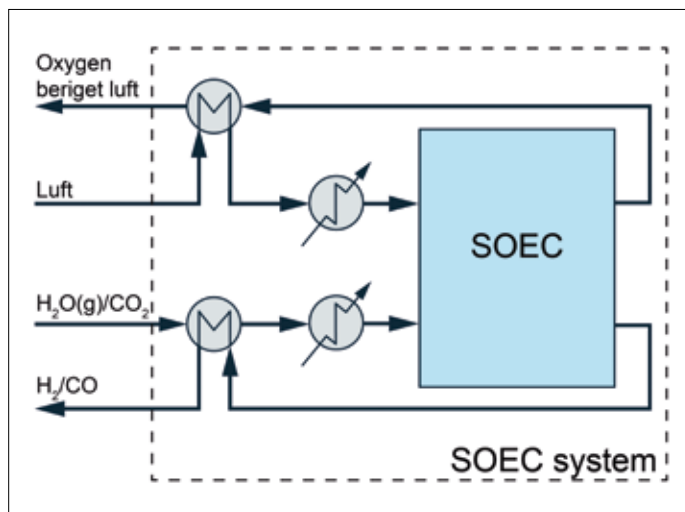 Oxygen
beriget luft
Luft
SOEC
H₂O(g)/CO₂
H₂/CO
SOEC system